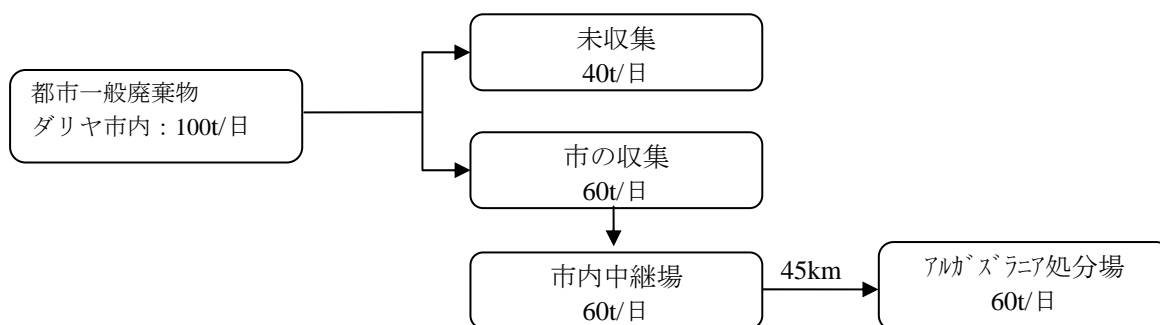 未収集
40t/日
都市一般廃棄物
ダリヤ市内：100t/日
市の収集
60t/日
市内中継場
60t/日
45km
ｱﾙｶﾞｽﾞﾗﾆｱ処分場
60t/日